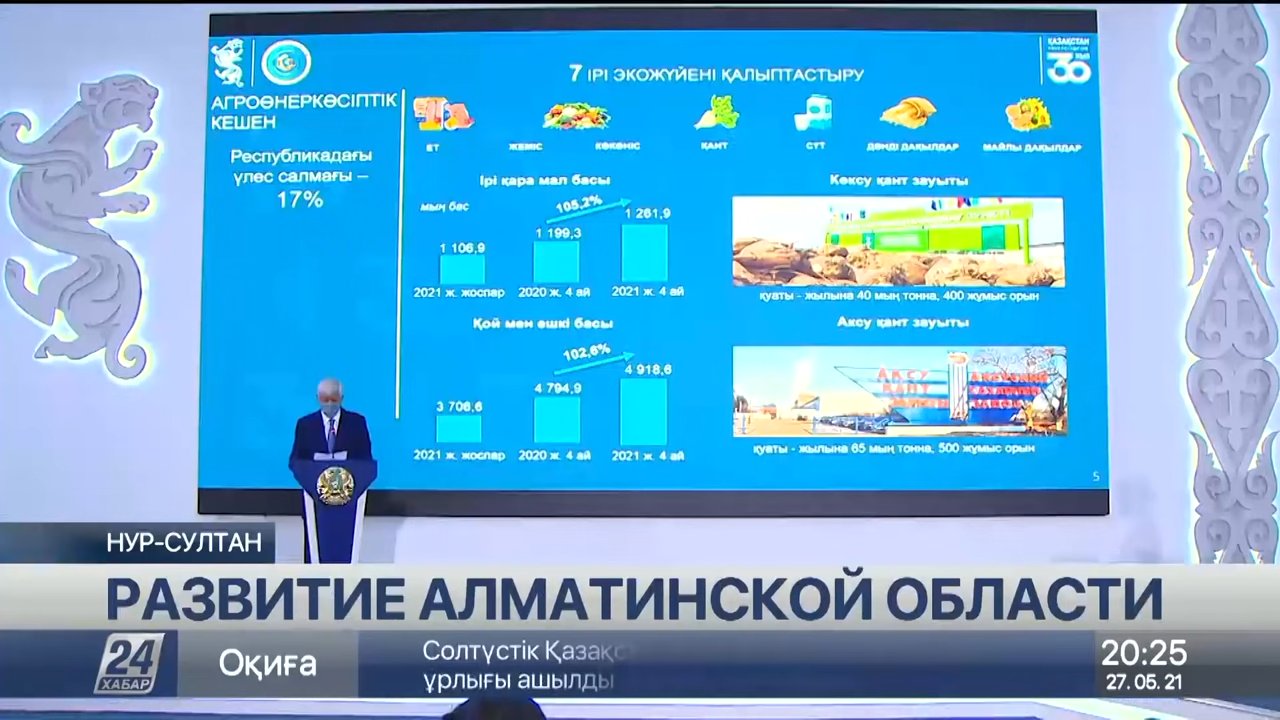 7 ІРІ ЭКОЖҮЙЕНІ ҚАЛЫПТАСТЫРУ
ҚАЗАҚСТАН
30
АГРОӨНЕРКӘСІПТІК
КЕШЕН
Республикадағы
үлес салмағы –
17%
ЕТ
ЖЕМІС
КӨКӨНІС
ҚАНТ
СҮТ
ДӘНДІ ДАҚЫЛДАР
МАЙЛЫ ДАҚЫЛДАР
Ірі қара мал басы
мың бас
105,2%
1 106,9
1 199,3
1 261,9
2021 ж. жоспар
2020 ж. 4 ай
2021 ж. 4 ай
Қой мен ешкі басы
102,6%
3 706,6
4 794,9
4 918,6
2021 ж. жоспар
2020 ж. 4 ай
2021 ж. 4 ай
Көксу қант зауыты
қуаты - жылына 40 мың тонна, 400 жұмыс орын
Ақсу қант зауыты
АҚСУ
ҚАНТ
қуаты - жылына 65 мың тонна, 500 жұмыс орын
5
НУР-СУЛТАН
РАЗВИТИЕ АЛМАТИНСКОЙ ОБЛАСТИ
24
ХАБАР
Оқиға
Солтүстік Қазақс
ұрлығы ашылды
20:25
27.05.21